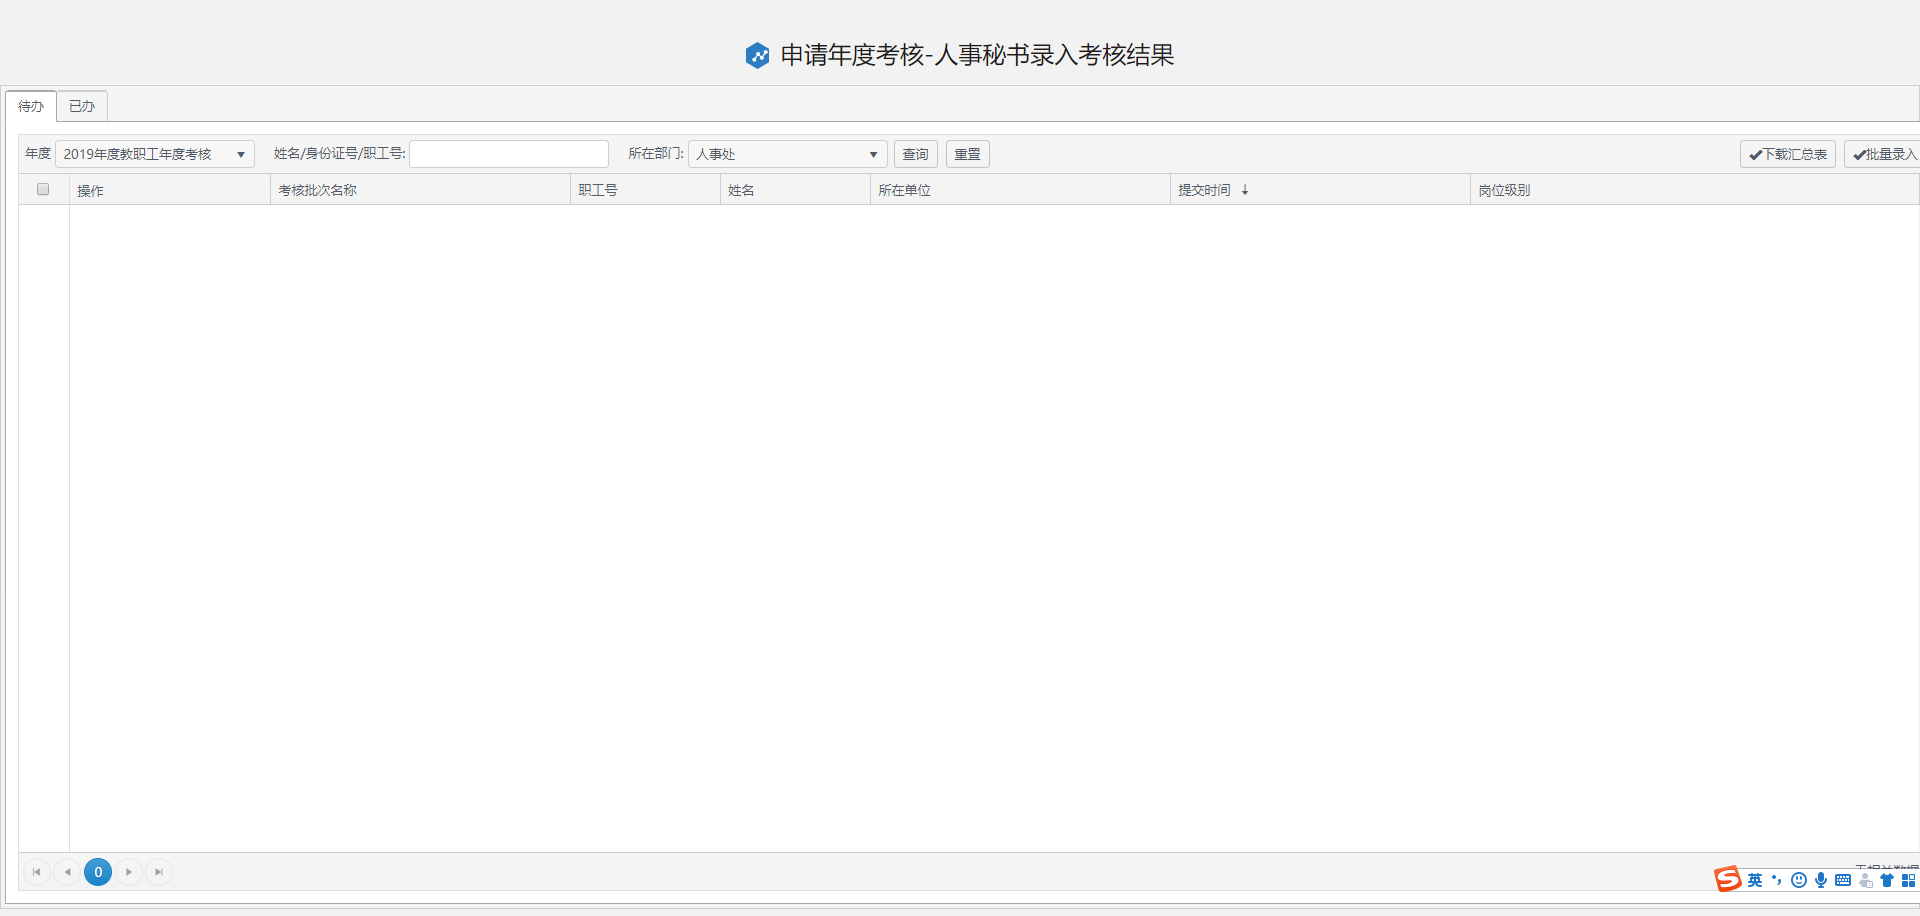 申请年度考核-人事秘书录入考核结果
待办 已办
年度 2019年度教职工年度考核 姓名/身份证号/职工号: 所在部门: 人事处 查询 重置 下载汇总表 批量录入
操作 考核批次名称 职工号 姓名 所在单位 提交时间 岗位级别
0
英